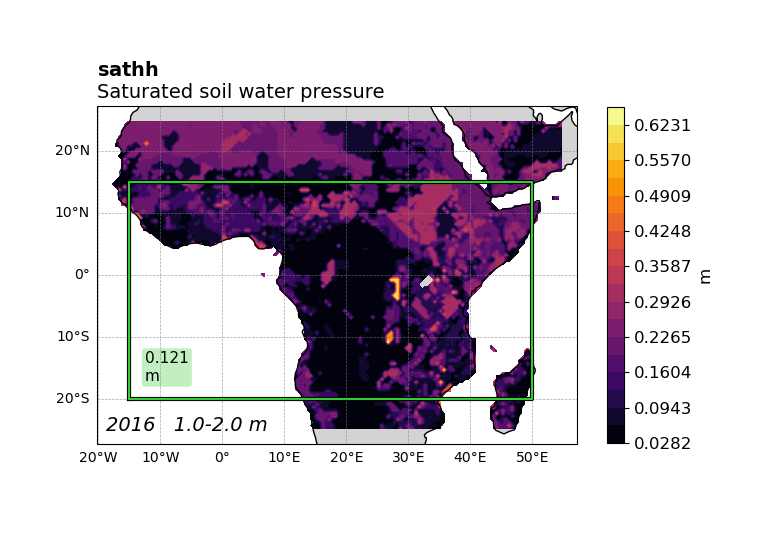 sathh
Saturated soil water pressure
20°N
10°N
0°
10°S
20°S
0.121
m
2016 1.0-2.0 m
20°W
10°W
0°
10°E
20°E
30°E
40°E
50°E
0.6231
0.5570
0.4909
0.4248
0.3587
0.2926
0.2265
0.1604
0.0943
0.0282
m